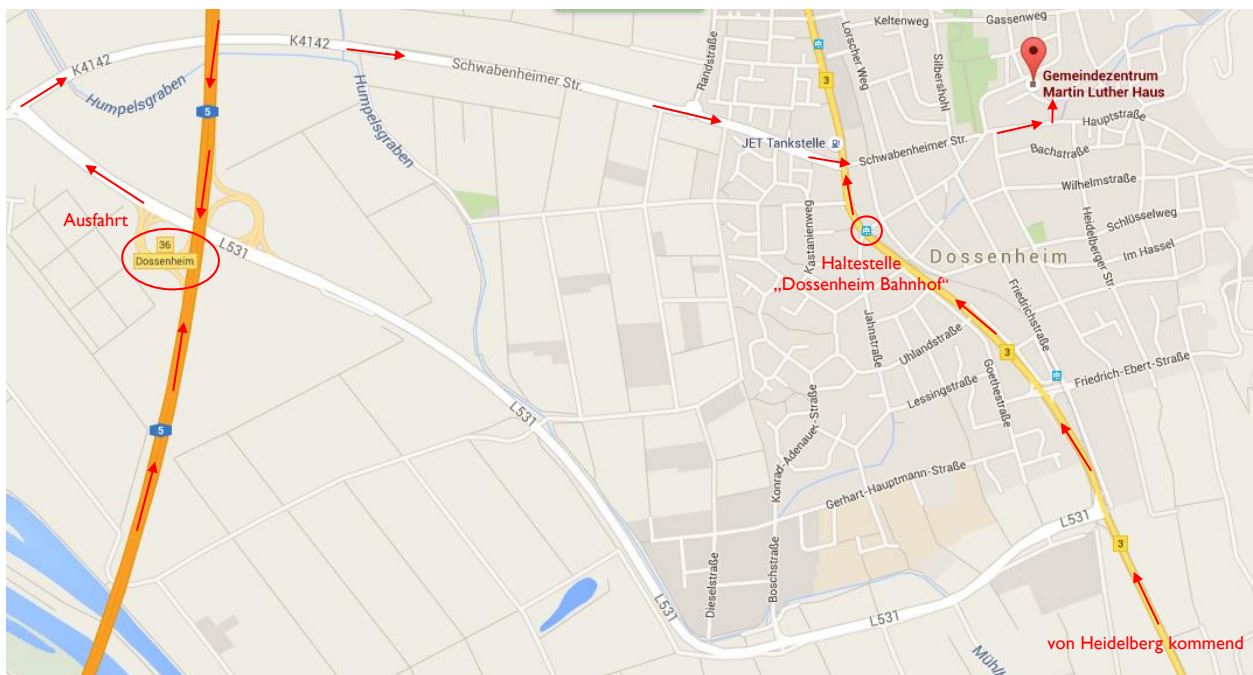 Keltenweg
Gassenweg
K4142
K4142
Humpelsgraben
5
Humpelsgraben
Schwabenheimer Str.
Randstraße
Lorscher Weg
3
Silbershohl
Gemeindezentrum
Martin Luther Haus
JET Tankstelle
Schwabenheimer Str.
Hauptstraße
Bachstraße
Wilhelmstraße
Schlüsselweg
Im Hassel
Heidelberger Str.
Ausfahrt
36
Dossenheim
L531
Kastanienweg
Haltestelle
„Dossenheim Bahnhof“
Dossenheim
Friedrichstraße
Jahnstraße
Uhlandstraße
3
Goethestraße
Lessingstraße
Friedrich-Ebert-Straße
L531
5
Konrad-Adenauer-Straße
Gerhart-Hauptmann-Straße
L531
3
Dieselstraße
Boschstraße
L531
L531
Mühlb
von Heidelberg kommend